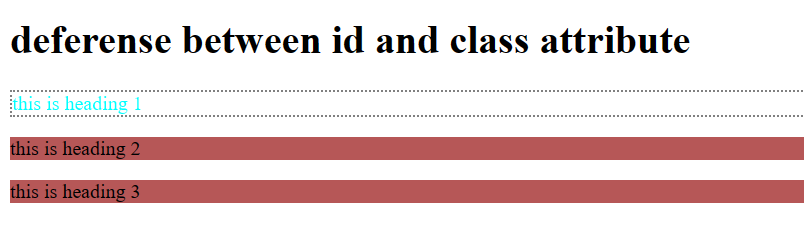 deferense between id and class attribute
this is heading 1
this is heading 2
this is heading 3